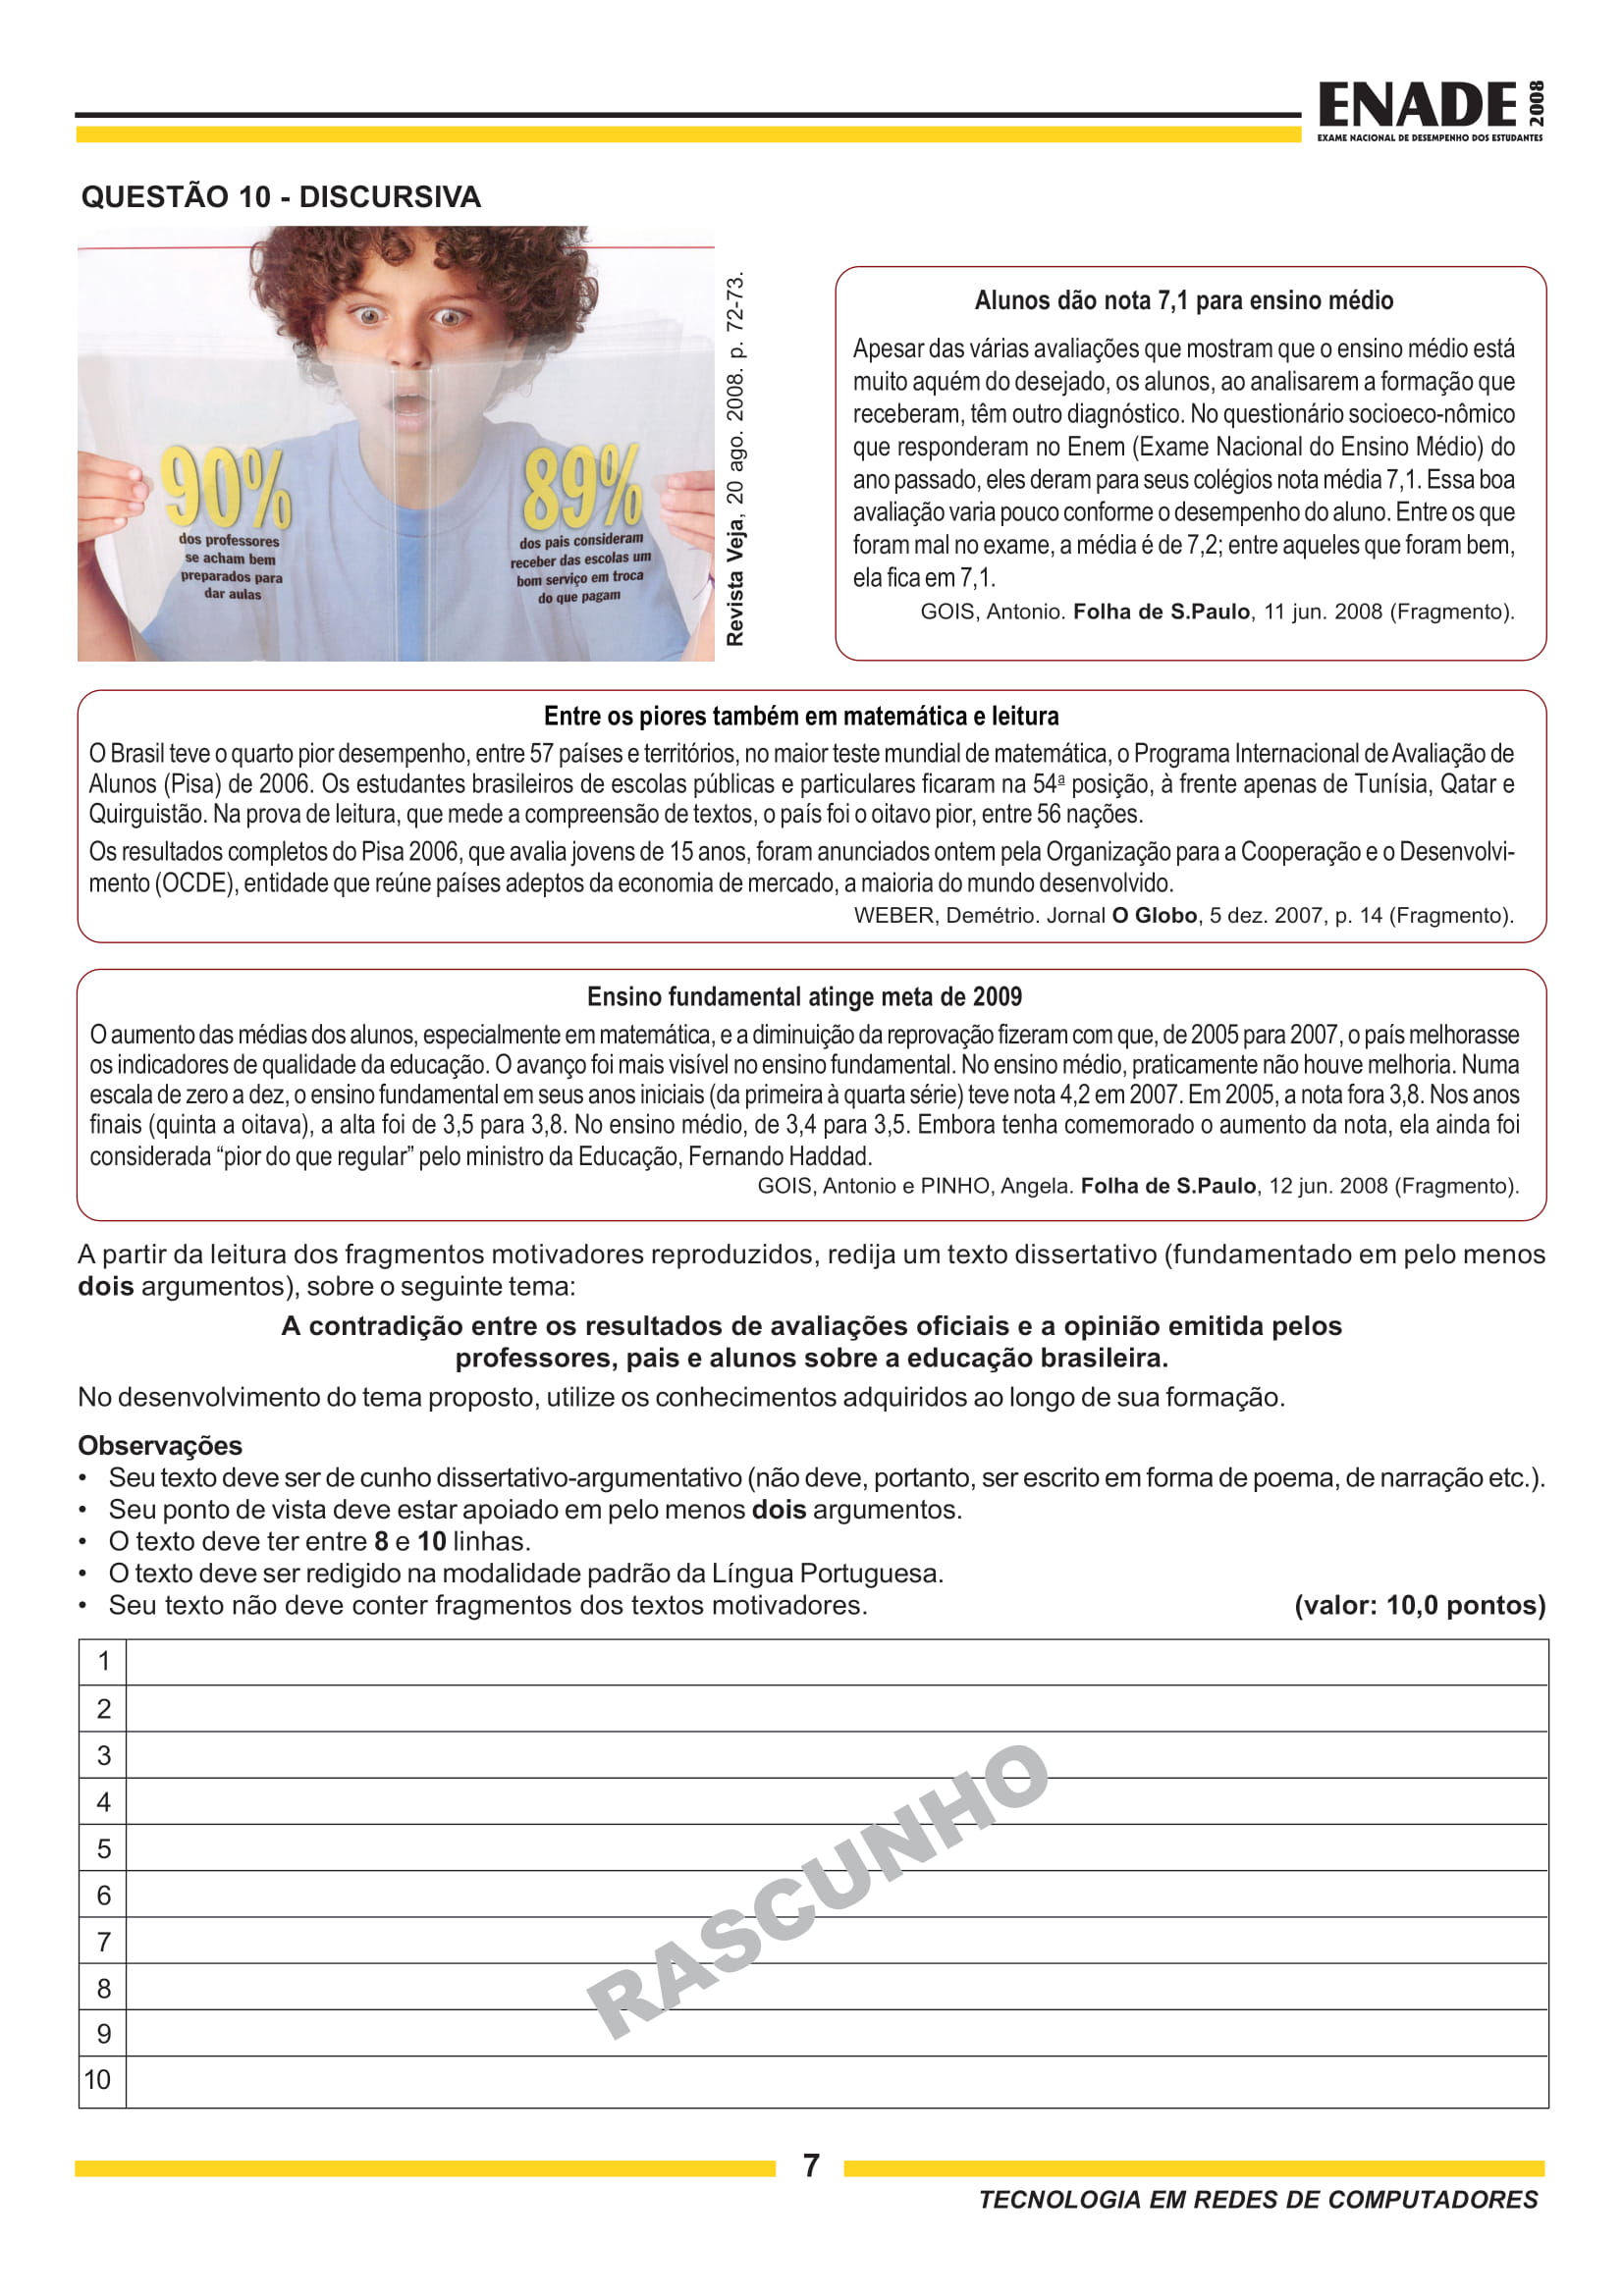 ENADE 2008
EXAME NACIONAL DE DESEMPENHO DOS ESTUDANTES
QUESTÃO 10 - DISCURSIVA
90%
dos professores
se acham bem
preparados para
dar aulas
89%
dos pais consideram
receber das escolas um
bom serviço em troca
do que pagam
Revista Veja, 20 ago. 2008. p. 72-73.
Alunos dão nota 7,1 para ensino médio
Apesar das várias avaliações que mostram que o ensino médio está
muito aquém do desejado, os alunos, ao analisarem a formação que
receberam, têm outro diagnóstico. No questionário socioeco-nômico
que responderam no Enem (Exame Nacional do Ensino Médio) do
ano passado, eles deram para seus colégios nota média 7,1. Essa boa
avaliação varia pouco conforme o desempenho do aluno. Entre os que
foram mal no exame, a média é de 7,2; entre aqueles que foram bem,
ela fica em 7,1.
GOIS, Antonio. Folha de S.Paulo, 11 jun. 2008 (Fragmento).
Entre os piores também em matemática e leitura
O Brasil teve o quarto pior desempenho, entre 57 países e territórios, no maior teste mundial de matemática, o Programa Internacional de Avaliação de
Alunos (Pisa) de 2006. Os estudantes brasileiros de escolas públicas e particulares ficaram na 54ª posição, à frente apenas de Tunísia, Qatar e
Quirguistão. Na prova de leitura, que mede a compreensão de textos, o país foi o oitavo pior, entre 56 nações.
Os resultados completos do Pisa 2006, que avalia jovens de 15 anos, foram anunciados ontem pela Organização para a Cooperação e o Desenvolvi-
mento (OCDE), entidade que reúne países adeptos da economia de mercado, a maioria do mundo desenvolvido.
WEBER, Demétrio. Jornal O Globo, 5 dez. 2007, p. 14 (Fragmento).
Ensino fundamental atinge meta de 2009
O aumento das médias dos alunos, especialmente em matemática, e a diminuição da reprovação fizeram com que, de 2005 para 2007, o país melhorasse
os indicadores de qualidade da educação. O avanço foi mais visível no ensino fundamental. No ensino médio, praticamente não houve melhoria. Numa
escala de zero a dez, o ensino fundamental em seus anos iniciais (da primeira à quarta série) teve nota 4,2 em 2007. Em 2005, a nota fora 3,8. Nos anos
finais (quinta a oitava), a alta foi de 3,5 para 3,8. No ensino médio, de 3,4 para 3,5. Embora tenha comemorado o aumento da nota, ela ainda foi
considerada “pior do que regular” pelo ministro da Educação, Fernando Haddad.
GOIS, Antonio e PINHO, Angela. Folha de S.Paulo, 12 jun. 2008 (Fragmento).
A partir da leitura dos fragmentos motivadores reproduzidos, redija um texto dissertativo (fundamentado em pelo menos
dois argumentos), sobre o seguinte tema:
A contradição entre os resultados de avaliações oficiais e a opinião emitida pelos
professores, pais e alunos sobre a educação brasileira.
No desenvolvimento do tema proposto, utilize os conhecimentos adquiridos ao longo de sua formação.
Observações
• Seu texto deve ser de cunho dissertativo-argumentativo (não deve, portanto, ser escrito em forma de poema, de narração etc.).
• Seu ponto de vista deve estar apoiado em pelo menos dois argumentos.
• O texto deve ter entre 8 e 10 linhas.
• O texto deve ser redigido na modalidade padrão da Língua Portuguesa.
• Seu texto não deve conter fragmentos dos textos motivadores. (valor: 10,0 pontos)
1
2
3
4
5
6
7
8
9
10
RASCUNHO
7
TECNOLOGIA EM REDES DE COMPUTADORES